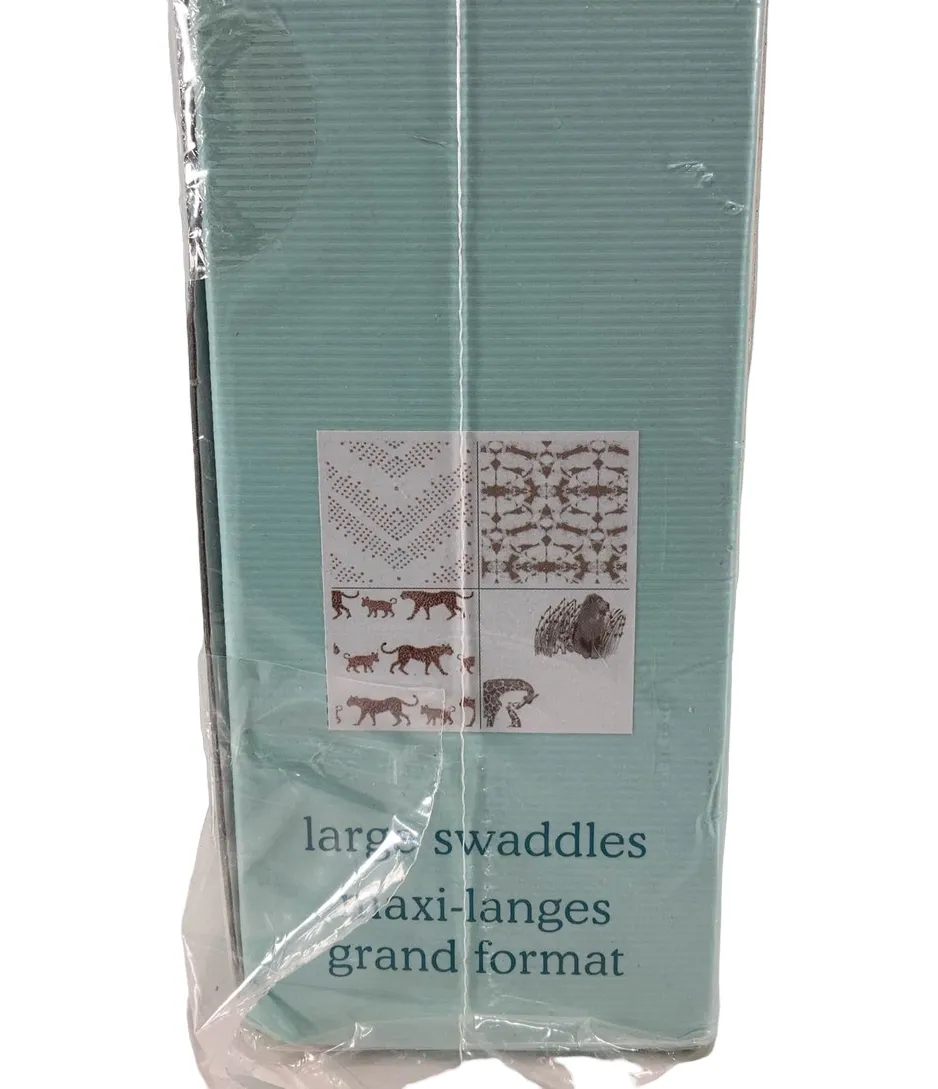 large swaddles
maxi-langes
grand format